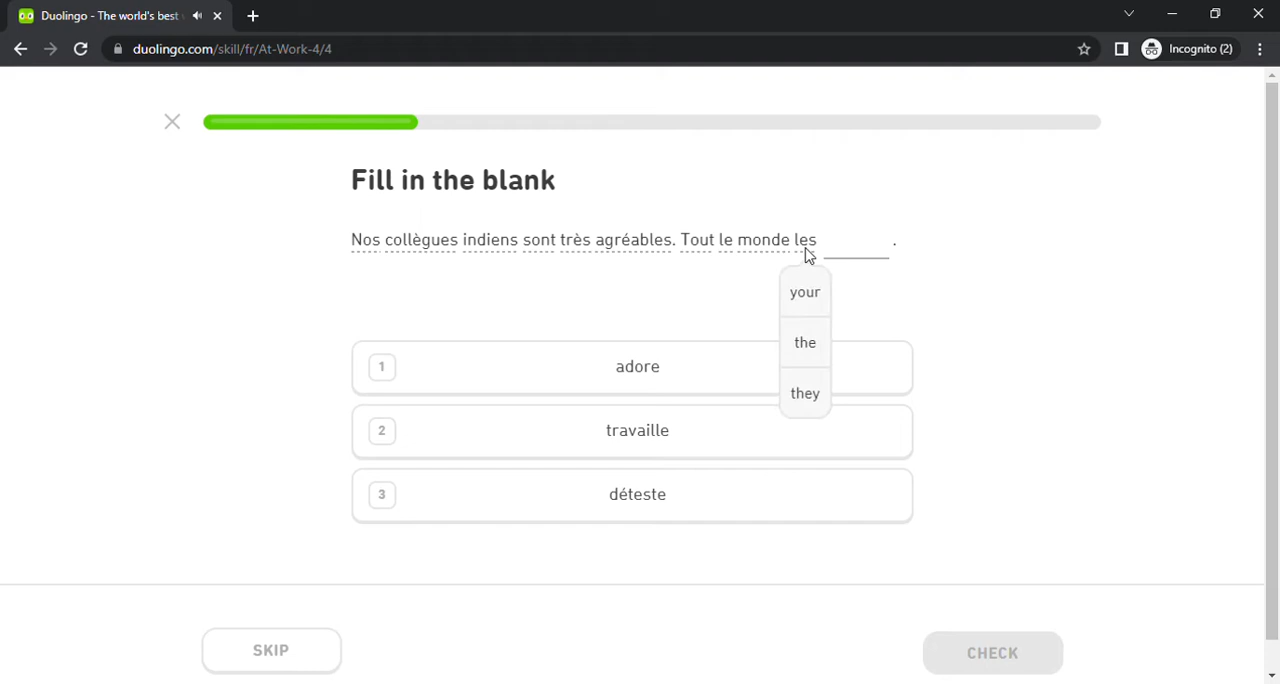 Duolingo - The world's best
duolingo.com/skill/fr/At-Work-4/4
Incognito (2)
Fill in the blank
Nos collègues indiens sont très agréables. Tout le monde les ________ .
your
the
they
1 adore
2 travaille
3 déteste
SKIP
CHECK